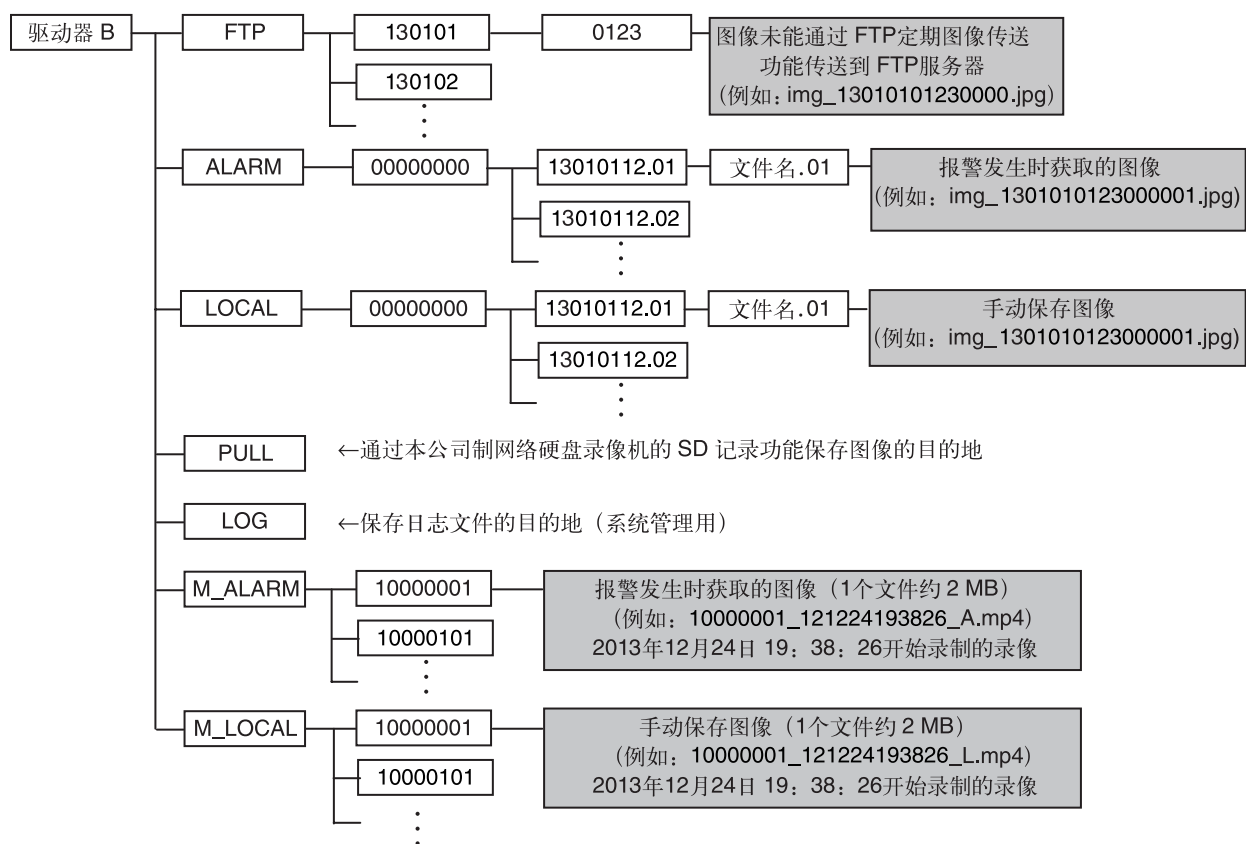 驱动器 B
FTP
130101
0123
图像未能通过 FTP定期图像传送
功能传送到 FTP服务器
(例如：img_13010101230000.jpg)
130102
ALARM
00000000
13010112.01
文件名.01
报警发生时获取的图像
(例如：img_1301010123000001.jpg)
13010112.02
LOCAL
00000000
13010112.01
文件名.01
手动保存图像
(例如：img_1301010123000001.jpg)
13010112.02
PULL
←通过本公司制网络硬盘录像机的 SD 记录功能保存图像的目的地
LOG
←保存日志文件的目的地（系统管理用）
M_ALARM
10000001
报警发生时获取的图像（1个文件约 2 MB）
（例如：10000001_121224193826_A.mp4）
2013年12月24日 19：38：26开始录制的录像
10000101
M_LOCAL
10000001
手动保存图像（1个文件约 2 MB）
（例如：10000001_121224193826_L.mp4）
2013年12月24日 19：38：26开始录制的录像
10000101